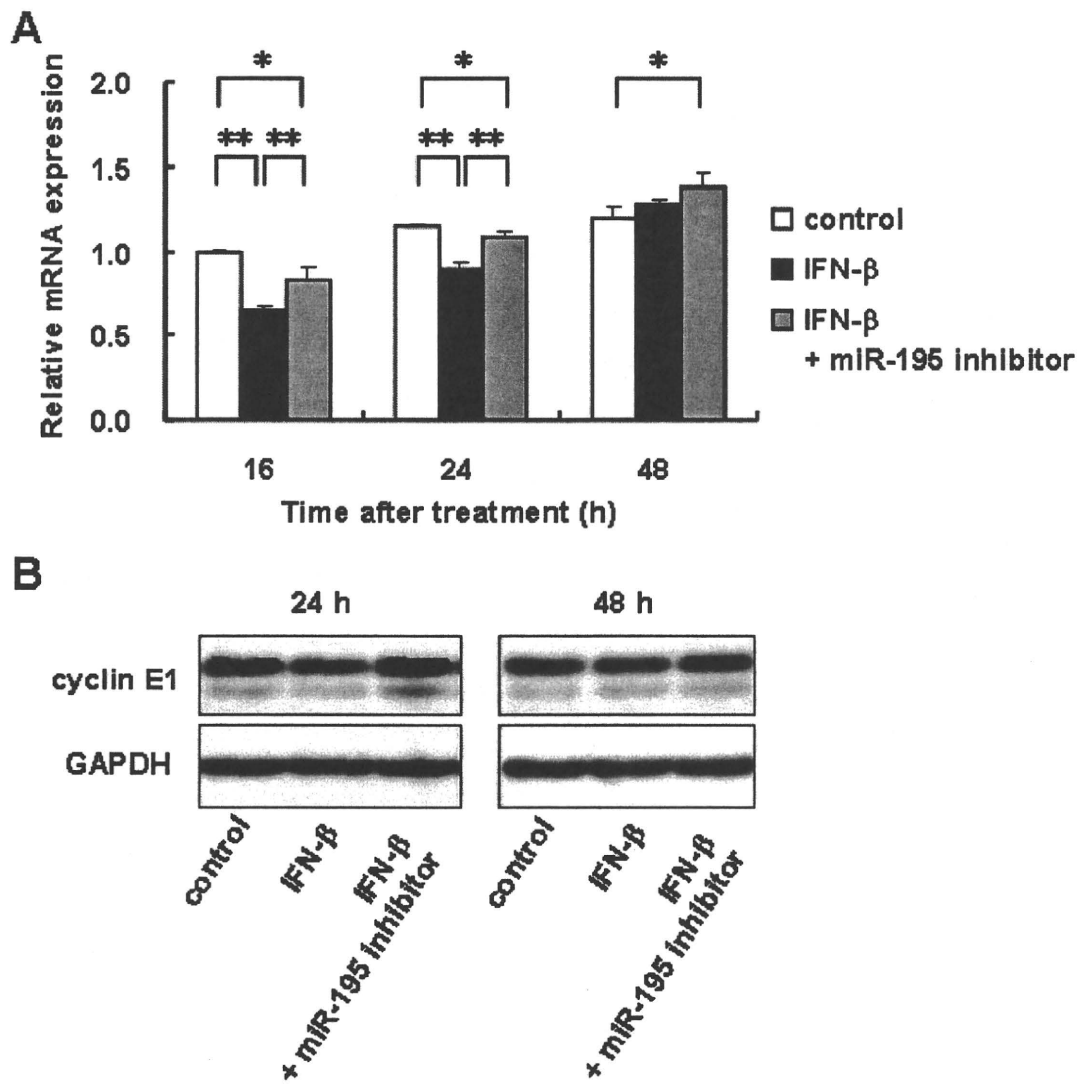 A
Relative mRNA expression
2.0
1.5
1.0
0.5
0.0
*
*
*
** **
** **
control
IFN-β
IFN-β
+ miR-195 inhibitor
16
24
48
Time after treatment (h)
B
24 h
48 h
cyclin E1
GAPDH
control
IFN-β
IFN-β
+ miR-195 inhibitor
control
IFN-β
IFN-β
+ miR-195 inhibitor